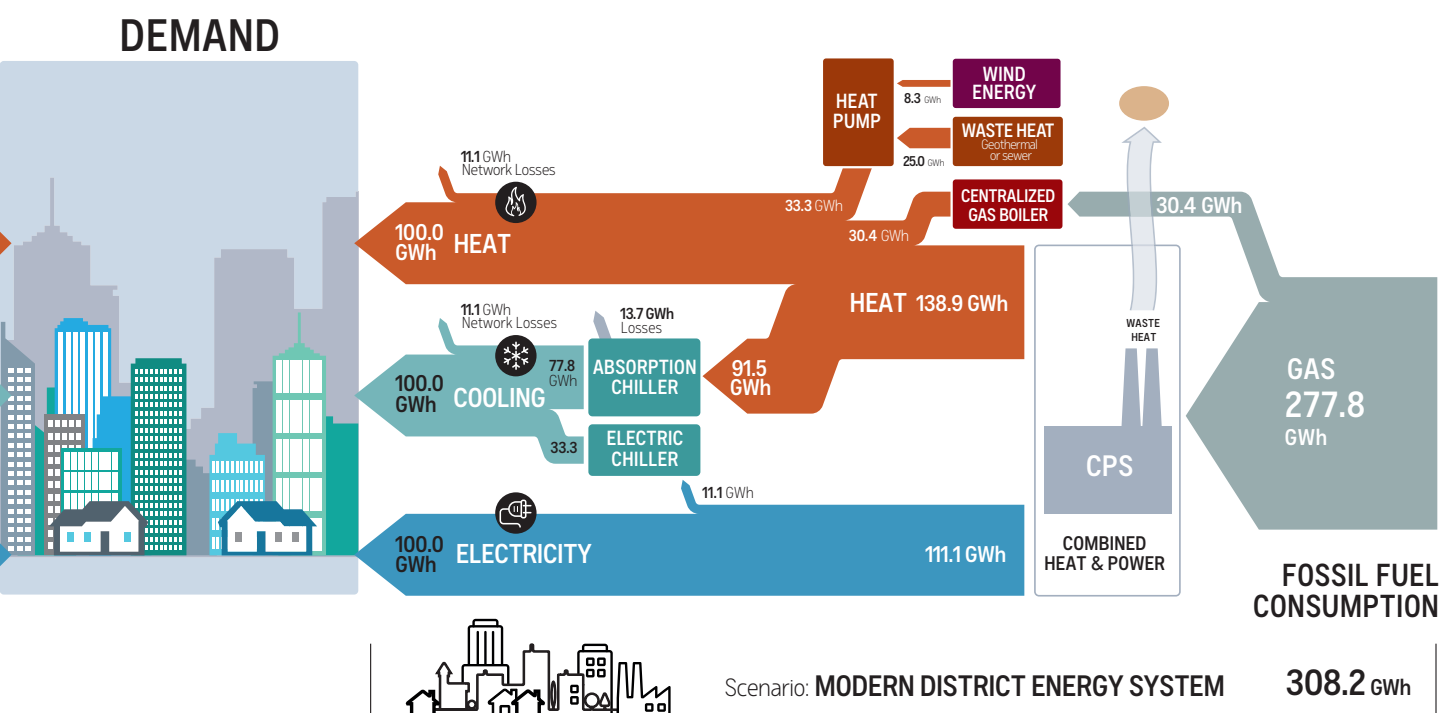 DEMAND
HEAT
PUMP
WIND
ENERGY
8.3 GWh
WASTE HEAT
Geothermal
or sewer
25.0 GWh
CENTRALIZED
GAS BOILER
30.4 GWh
11.1 GWh
Network Losses
33.3 GWh
30.4 GWh
100.0
GWh
HEAT
HEAT 138.9 GWh
11.1 GWh
Network Losses
13.7 GWh
Losses
77.8
GWh
ABSORPTION
CHILLER
91.5
GWh
100.0
GWh
COOLING
33.3
ELECTRIC
CHILLER
11.1 GWh
100.0
GWh
ELECTRICITY
111.1 GWh
WASTE
HEAT
CPS
COMBINED
HEAT & POWER
GAS
277.8
GWh
FOSSIL FUEL
CONSUMPTION
Scenario: MODERN DISTRICT ENERGY SYSTEM
308.2 GWh